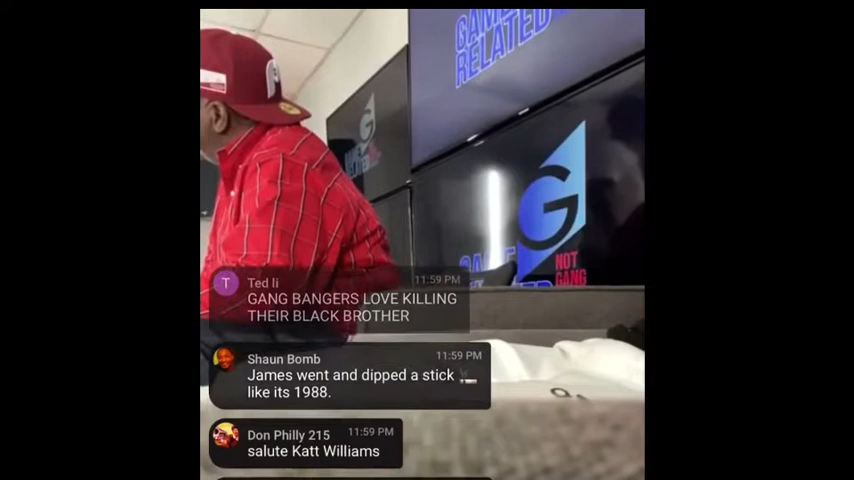 GAME
RELATED
G
G
NOT
GANG
T
Ted li
11:59 PM
GANG BANGERS LOVE KILLING
THEIR BLACK BROTHER
Shaun Bomb
11:59 PM
James went and dipped a stick 🚬
like its 1988.
Don Philly 215
11:59 PM
salute Katt Williams